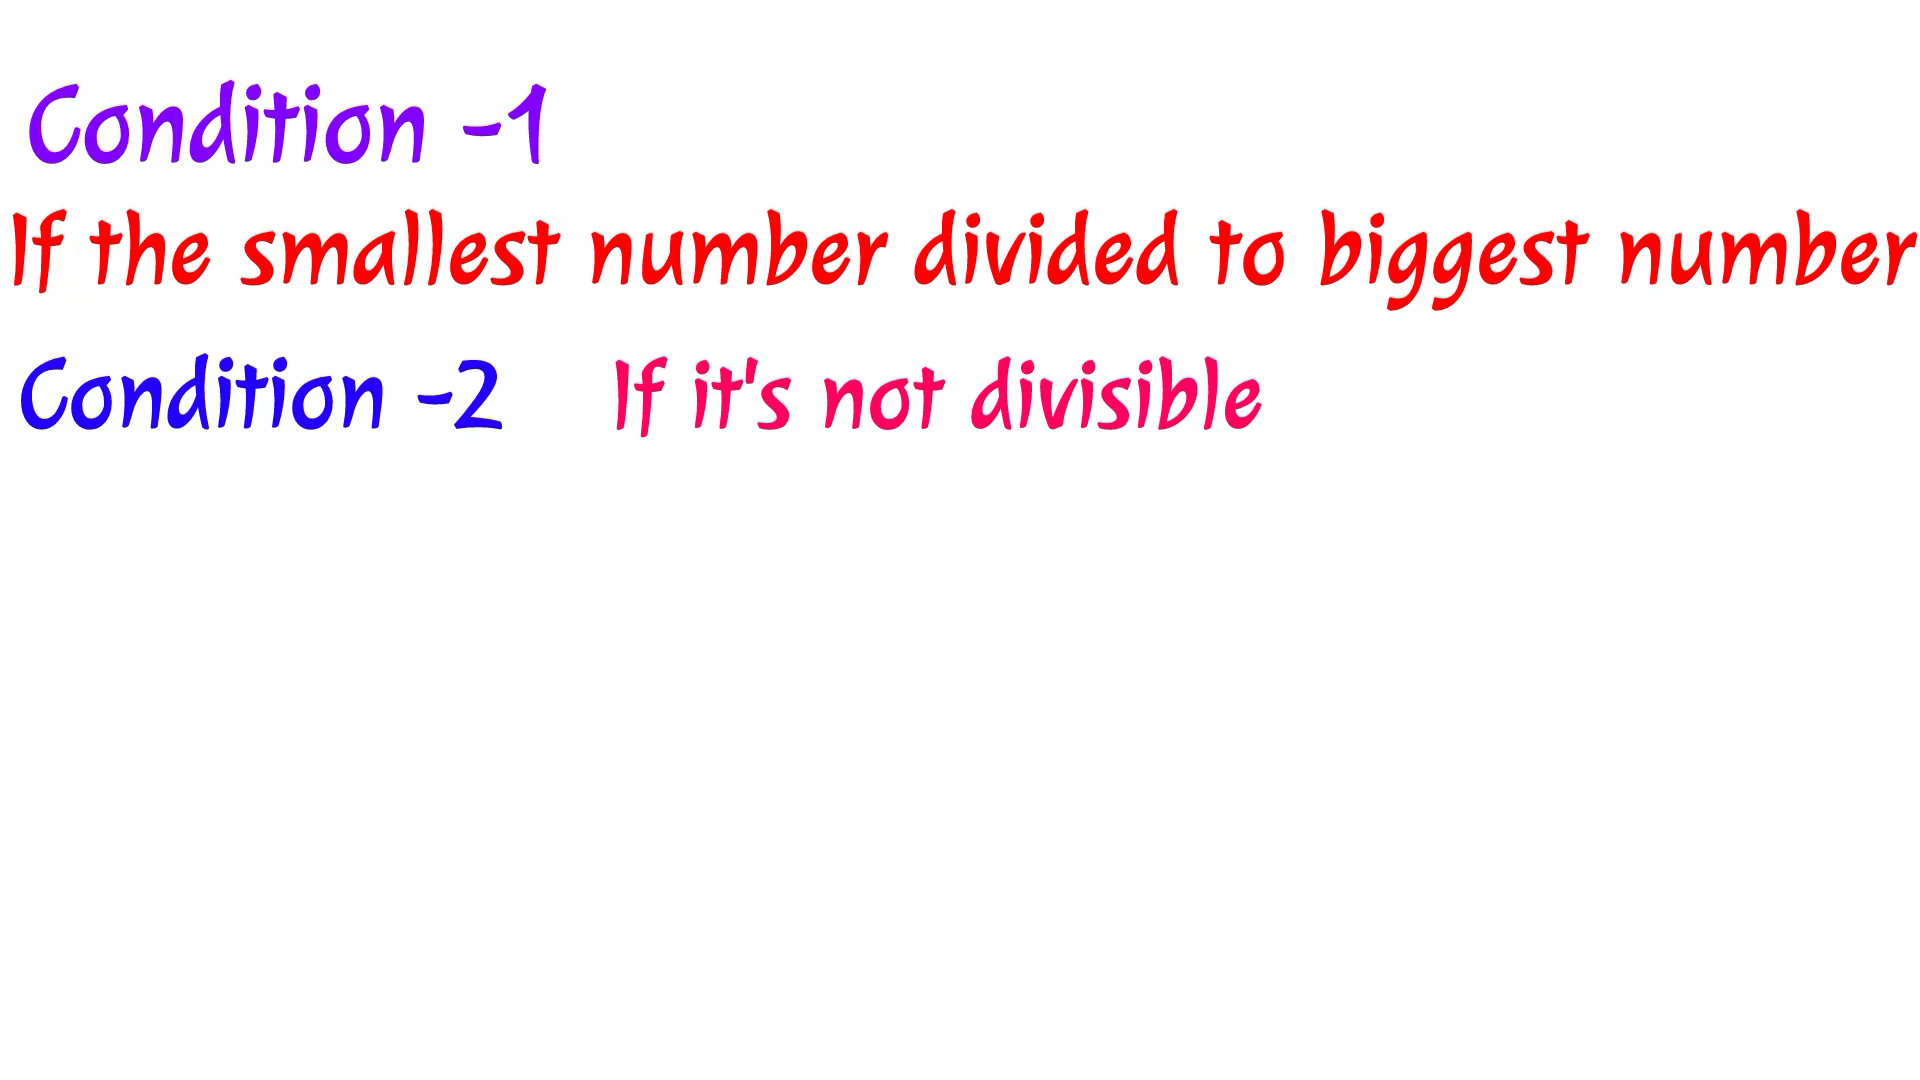 Condition -1
If the smallest number divided to biggest number
Condition -2 If it's not divisible